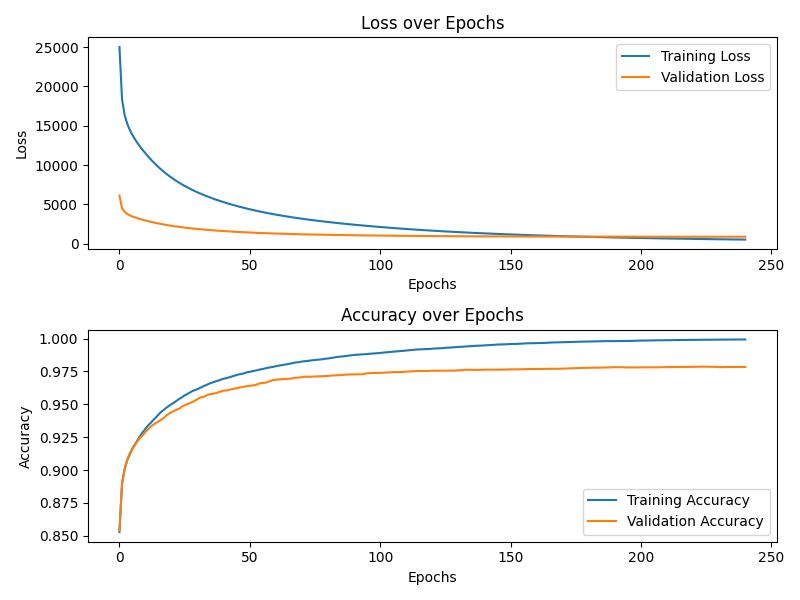 Loss over Epochs
25000
20000
15000
10000
5000
0
Loss
Training Loss
Validation Loss
0 50 100 150 200 250
Epochs
Accuracy over Epochs
1.000
0.975
0.950
0.925
0.900
0.875
0.850
Accuracy
Training Accuracy
Validation Accuracy
0 50 100 150 200 250
Epochs